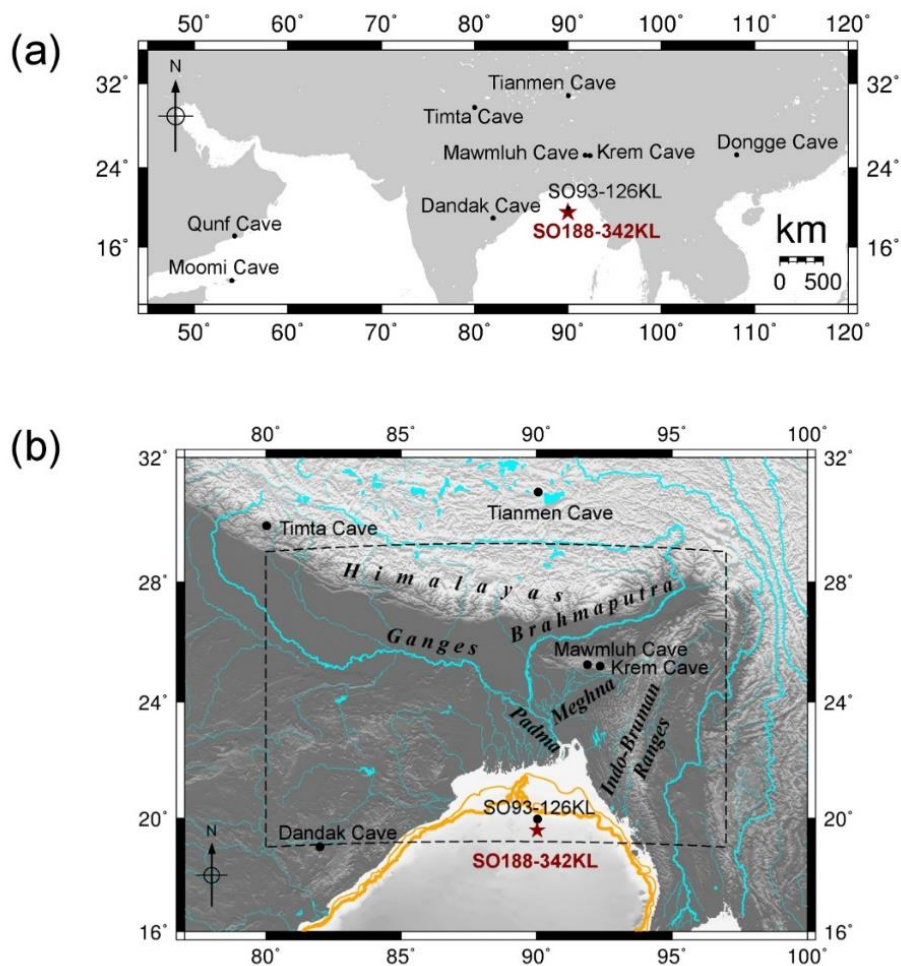 (a)
50° 60° 70° 80° 90° 100° 110° 120°
N
32° 32°
Tianmen Cave
Timta Cave
24° 24°
Mawmluh Cave Krem Cave Dongge Cave
SO93-126KL
Dandak Cave
SO188-342KL
Qunf Cave
km
16° 16°
Moomi Cave
0 500
50° 60° 70° 80° 90° 100° 110° 120°
(b)
80° 85° 90° 95° 100°
32° 32°
Tianmen Cave
Timta Cave
28° 28°
Himalayas
Brahmaputra
Ganges
Mawmluh Cave
Krem Cave
24° 24°
Meghna
Padma
Indo-Bruman
Ranges
SO93-126KL
20° 20°
Dandak Cave
SO188-342KL
N
16° 16°
80° 85° 90° 95° 100°